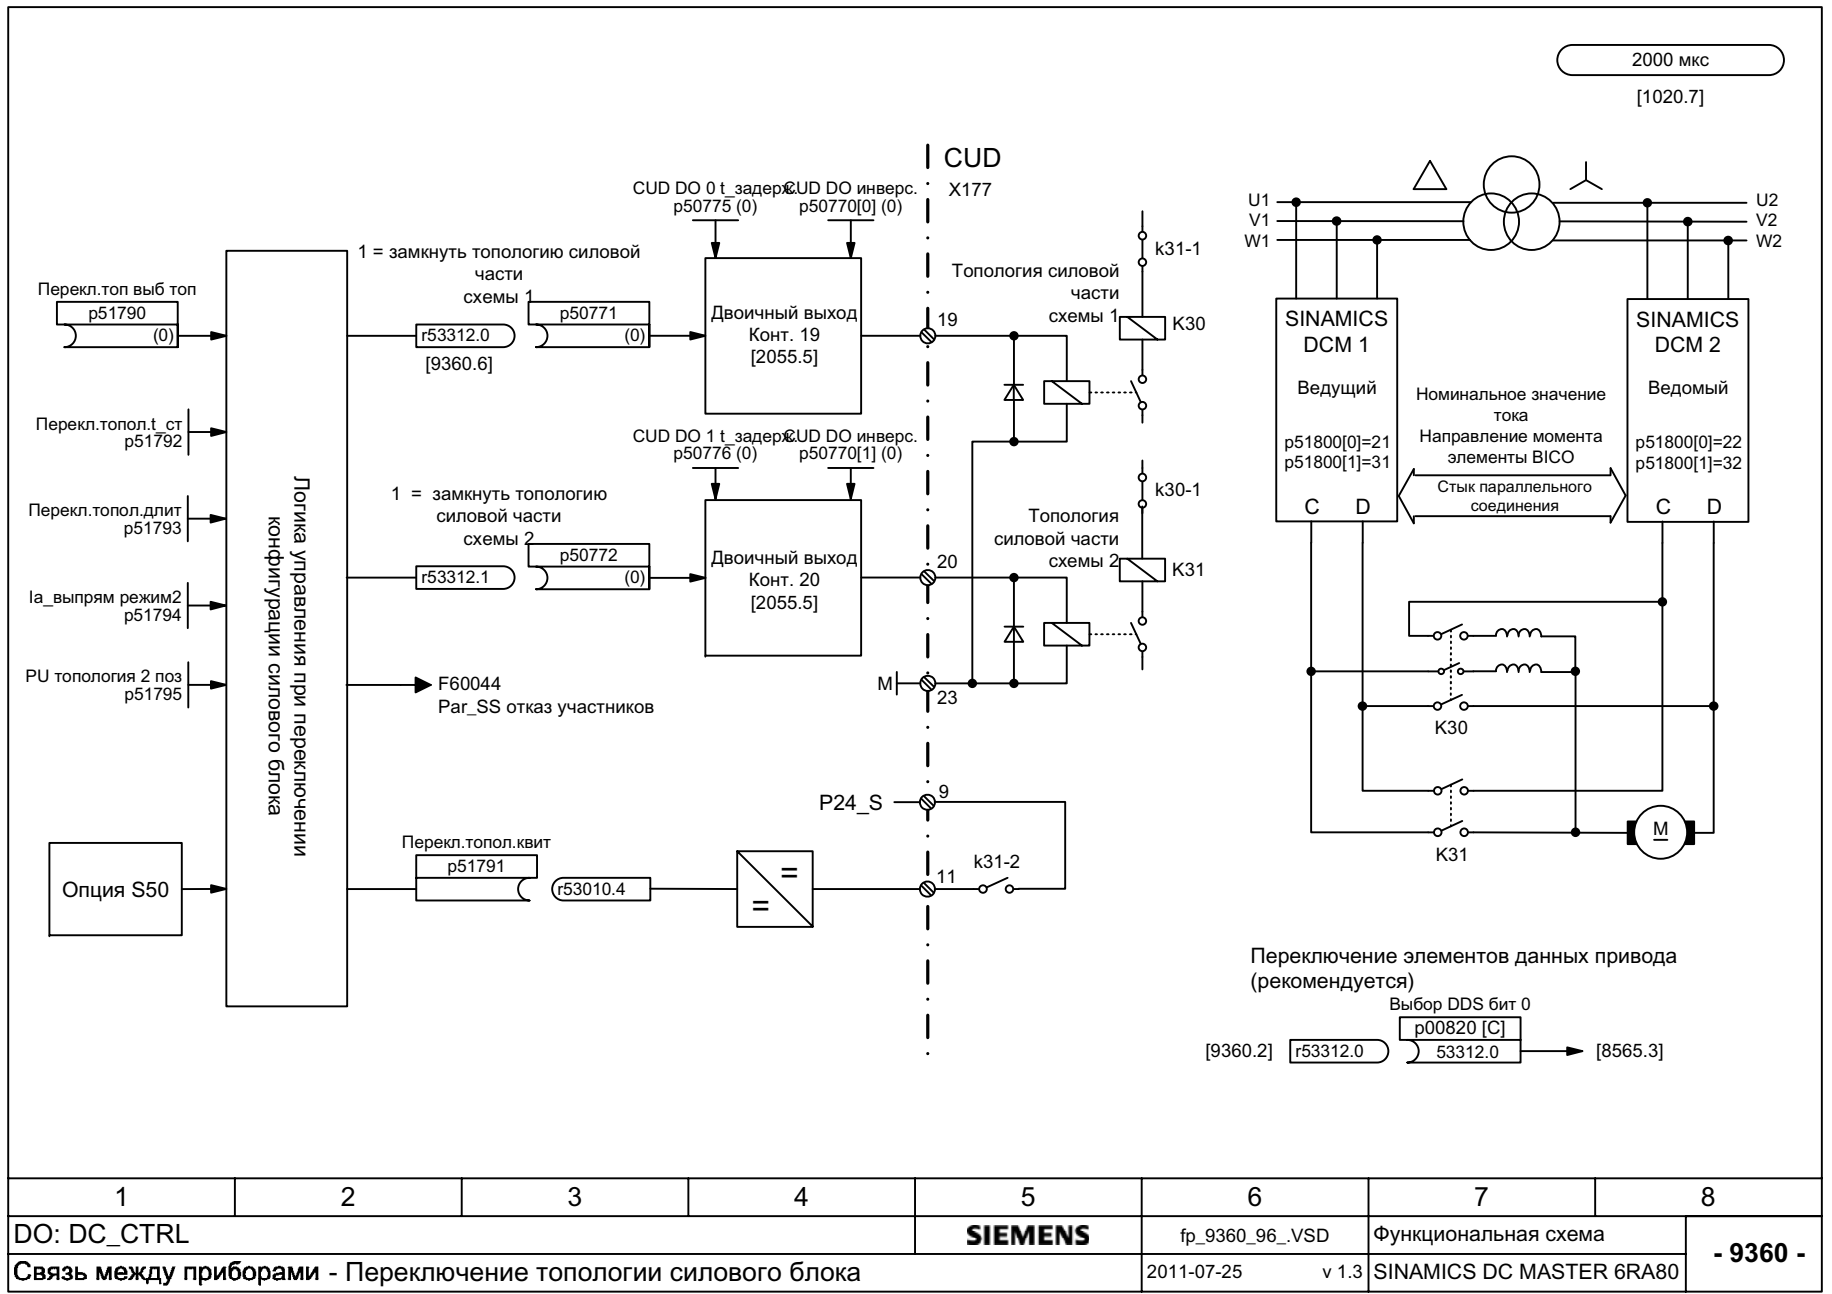 2000 мкс
[1020.7]
CUD
X177
CUD DO 0 t_задерж.
p50775 (0)
CUD DO инверс.
p50770[0] (0)
1 = замкнуть топологию силовой
части
схемы 1
Перекл.топ выб топ
p51790
(0)
r53312.0
[9360.6]
p50771
(0)
Двоичный выход
Конт. 19
[2055.5]
19
Топология силовой
части
схемы 1
k31-1
K30
Перекл.топол.t_ст
p51792
CUD DO 1 t_задерж.
p50776 (0)
CUD DO инверс.
p50770[1] (0)
1 = замкнуть топологию
силовой части
схемы 2
Перекл.топол.длит
p51793
r53312.1
p50772
(0)
Двоичный выход
Конт. 20
[2055.5]
20
Топология
силовой части
схемы 2
k30-1
K31
Ia_выпрям режим2
p51794
PU топология 2 поз
p51795
Логика управления при переключении
конфигурации силового блока
F60044
Par_SS отказ участников
M
23
P24_S
9
Опция S50
Перекл.топол.квит
p51791
r53010.4
=
=
11
k31-2
U1
V1
W1
U2
V2
W2
SINAMICS
DCM 1
Ведущий
p51800[0]=21
p51800[1]=31
C D
Номинальное значение
тока
Направление момента
элементы BICO
Стык параллельного
соединения
SINAMICS
DCM 2
Ведомый
p51800[0]=22
p51800[1]=32
C D
K30
K31
M
Переключение элементов данных привода
(рекомендуется)
Выбор DDS бит 0
p00820 [C]
[9360.2]
r53312.0
53312.0
[8565.3]
1 2 3 4 5 6 7 8
DO: DC_CTRL
SIEMENS
fp_9360_96_.VSD
Функциональная схема
- 9360 -
Связь между приборами - Переключение топологии силового блока
2011-07-25
v 1.3
SINAMICS DC MASTER 6RA80